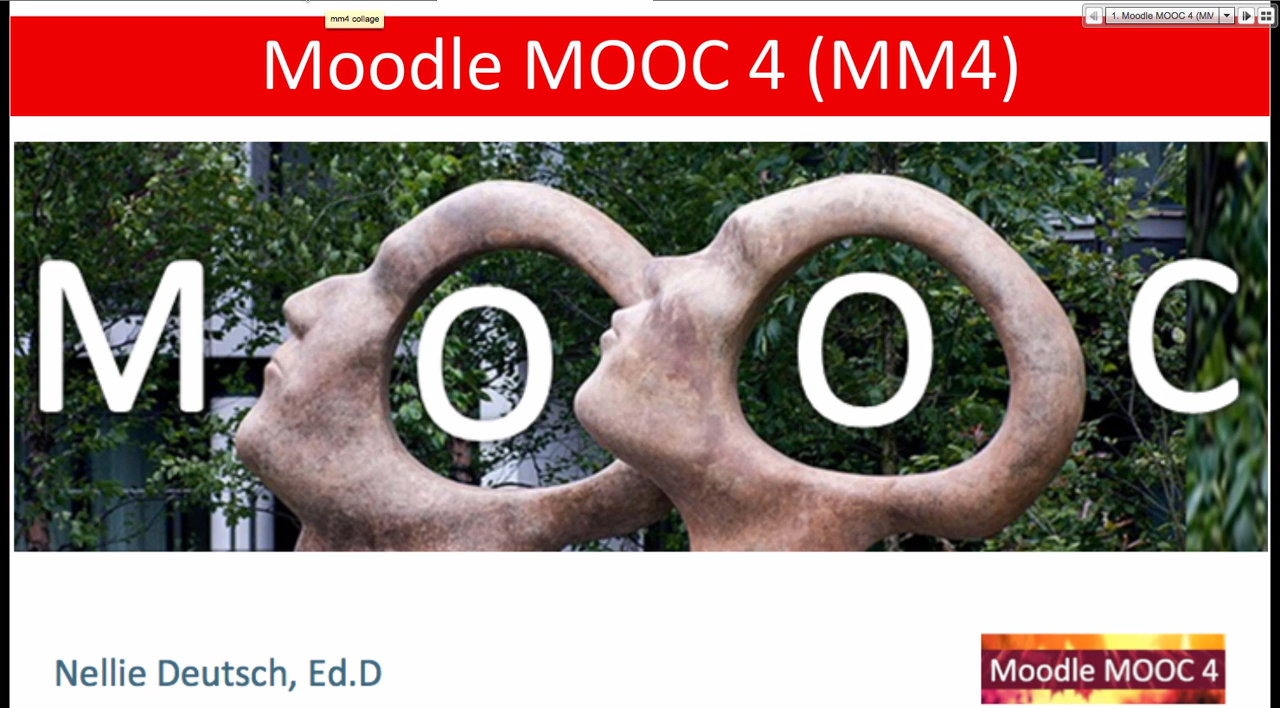 mm4 collage
1. Moodle MOOC 4 (MM
Moodle MOOC 4 (MM4)
M O O C
Nellie Deutsch, Ed.D
Moodle MOOC 4